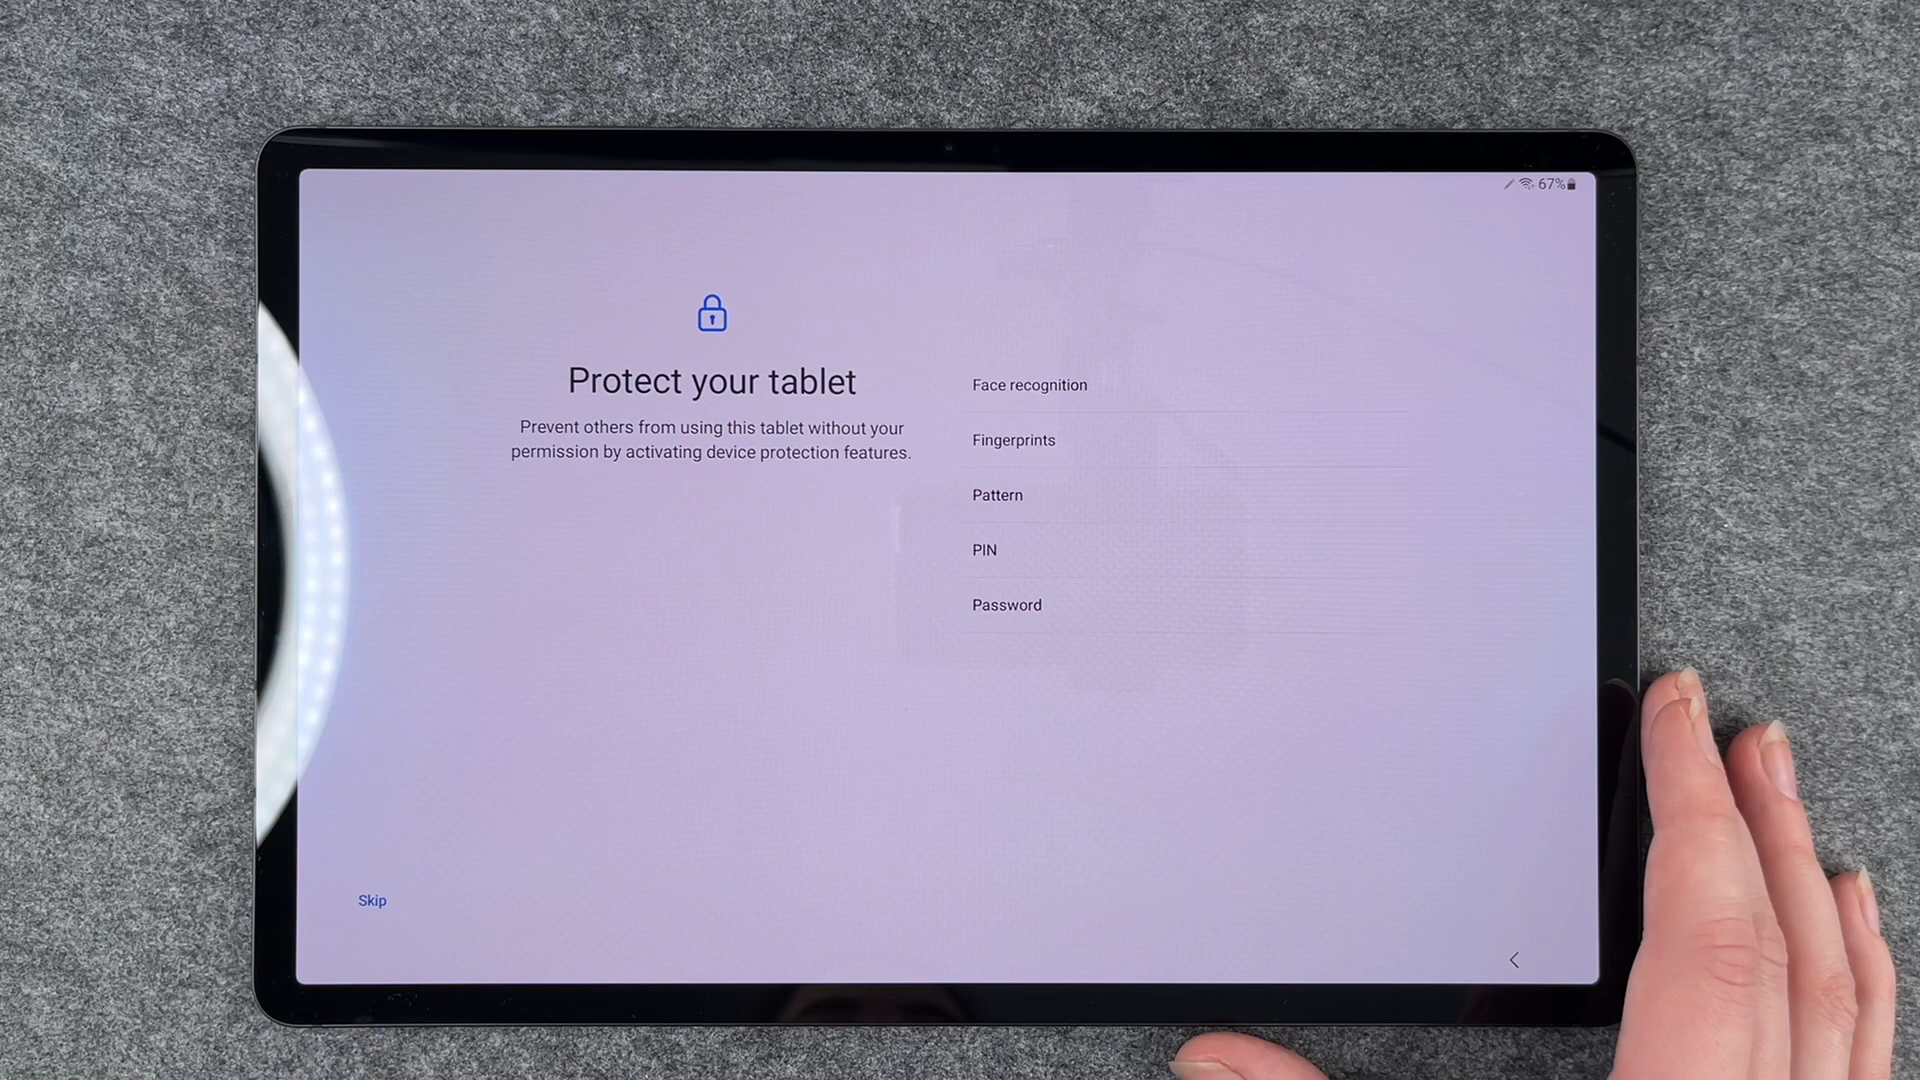 67%
Protect your tablet
Prevent others from using this tablet without your
permission by activating device protection features.
Face recognition
Fingerprints
Pattern
PIN
Password
Skip